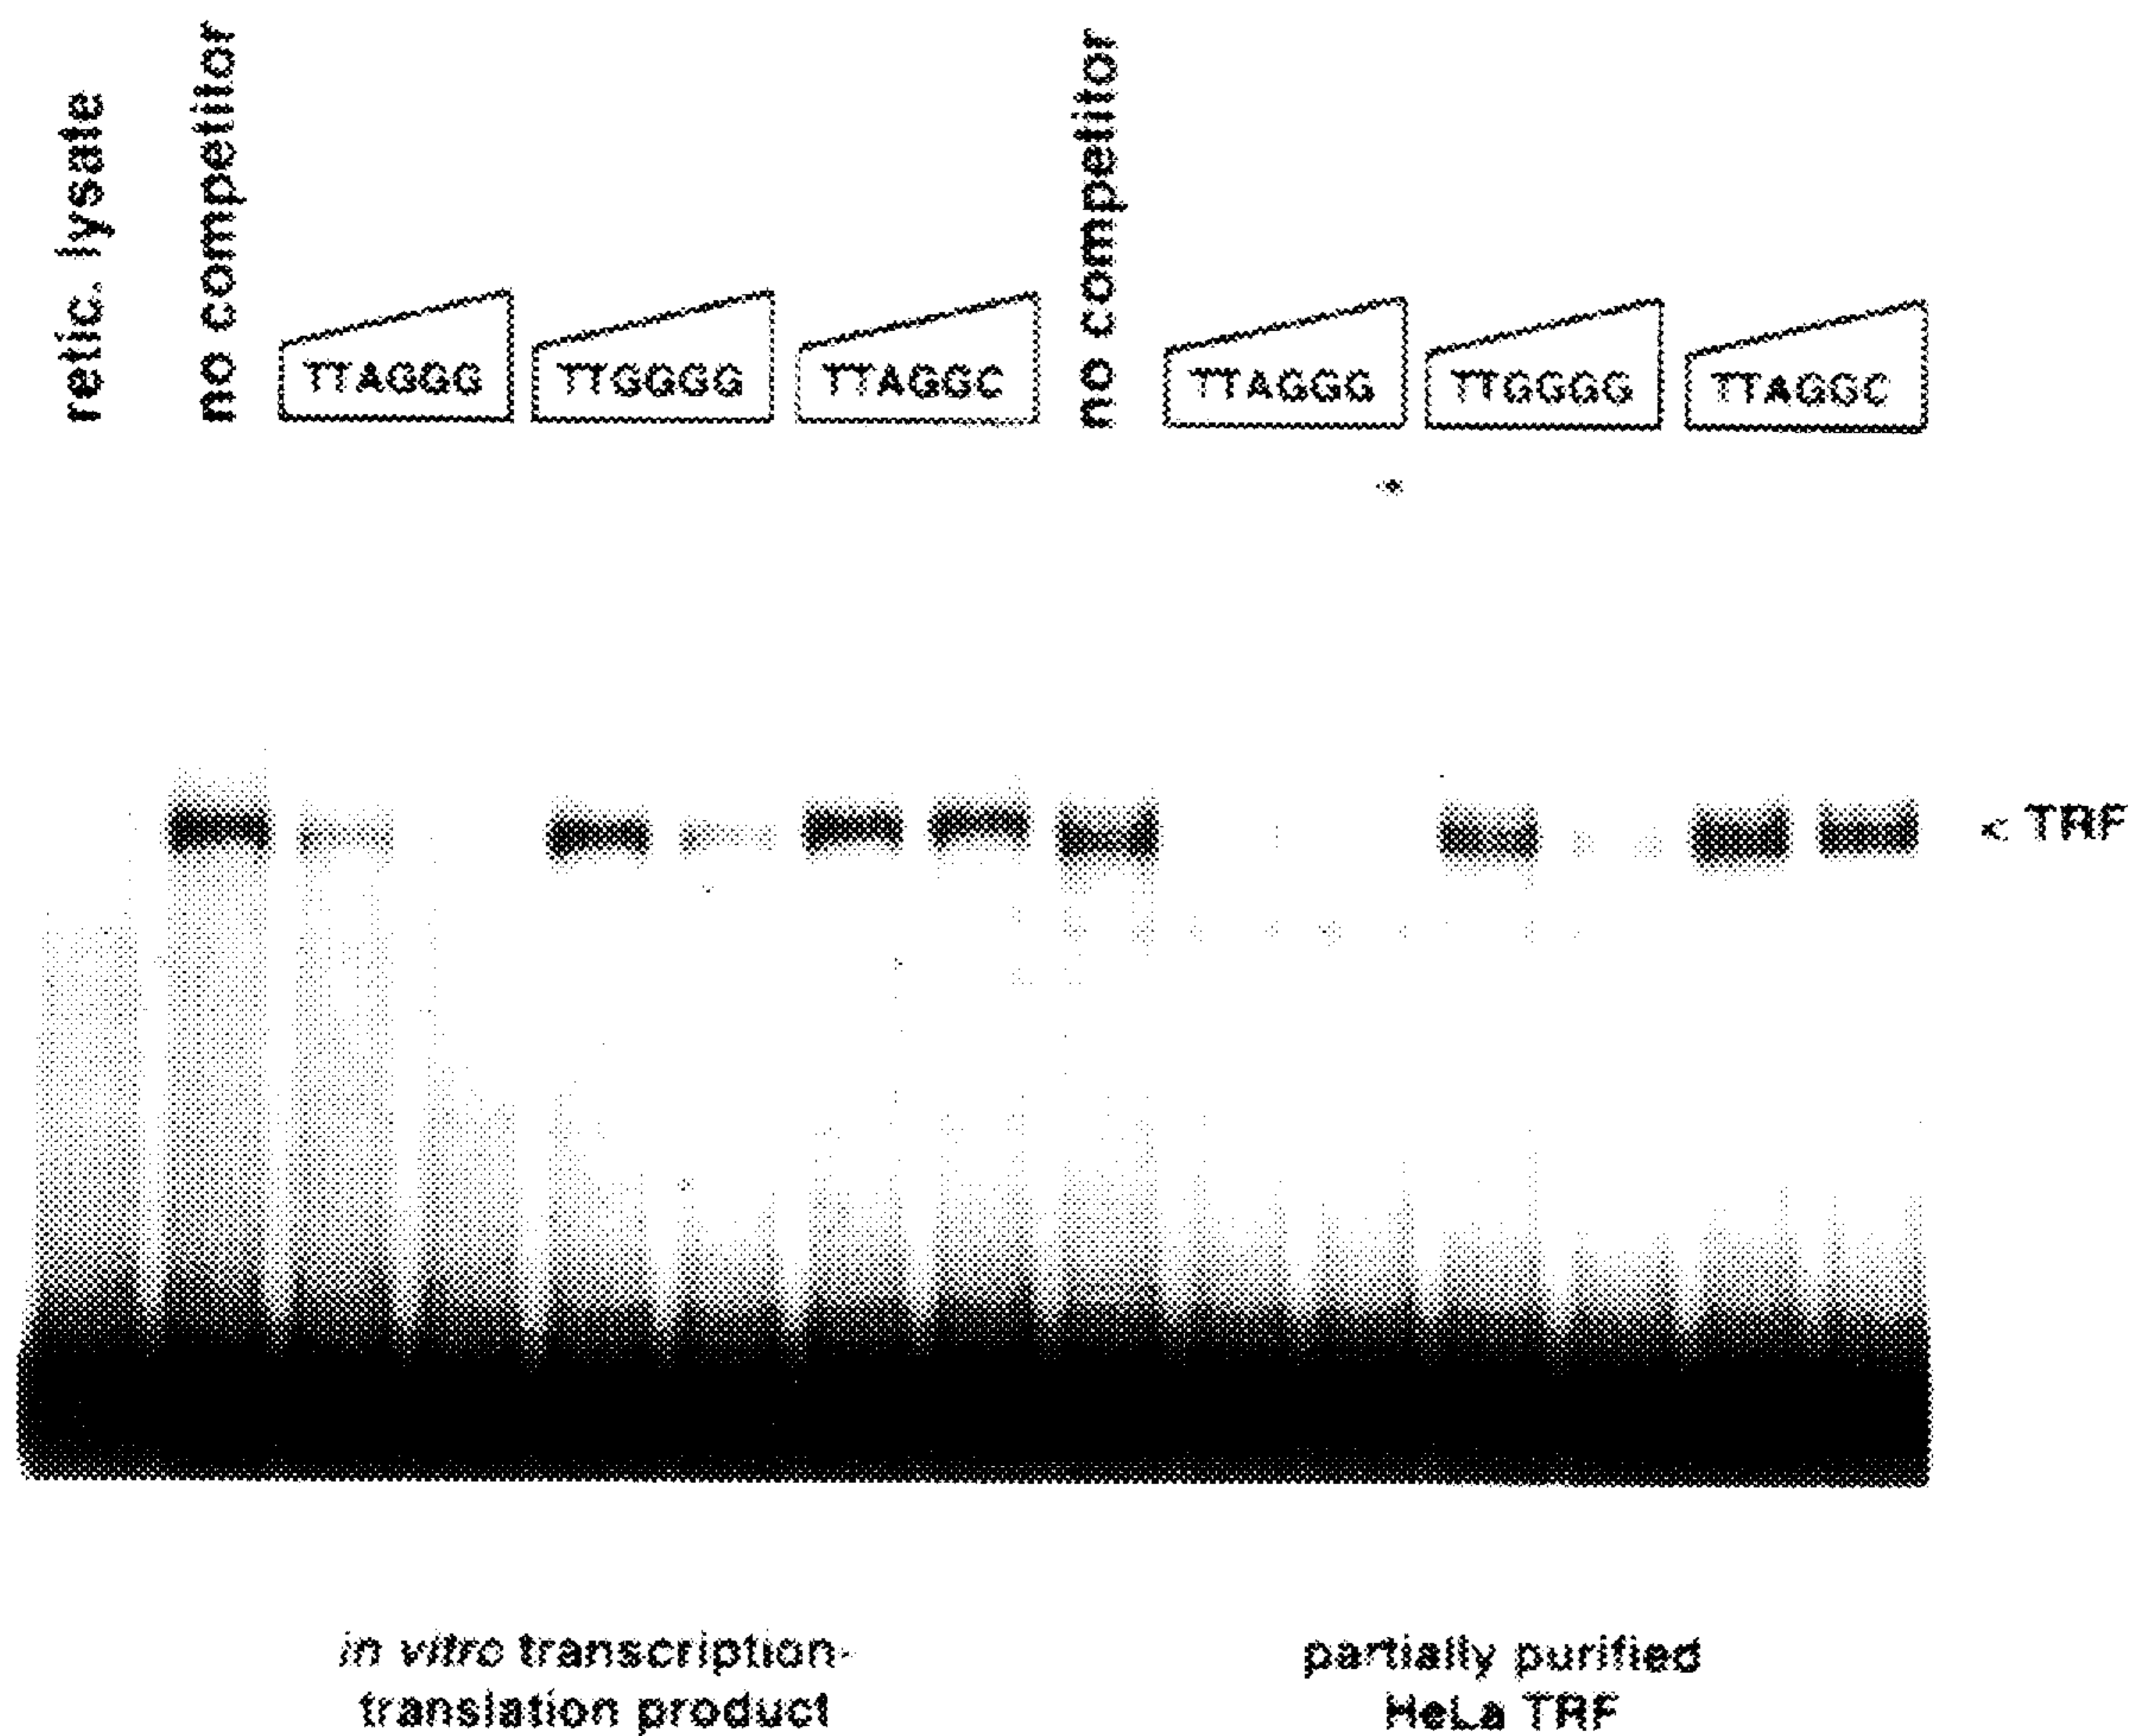 retic. lysate
no competitor
TTAGGG
TTGGGG
TTAGGC
no competitor
TTAGGG
TTGGGG
TTAGGC
< TRF
in vitro transcription-
translation product
partially purified
HeLa TRF